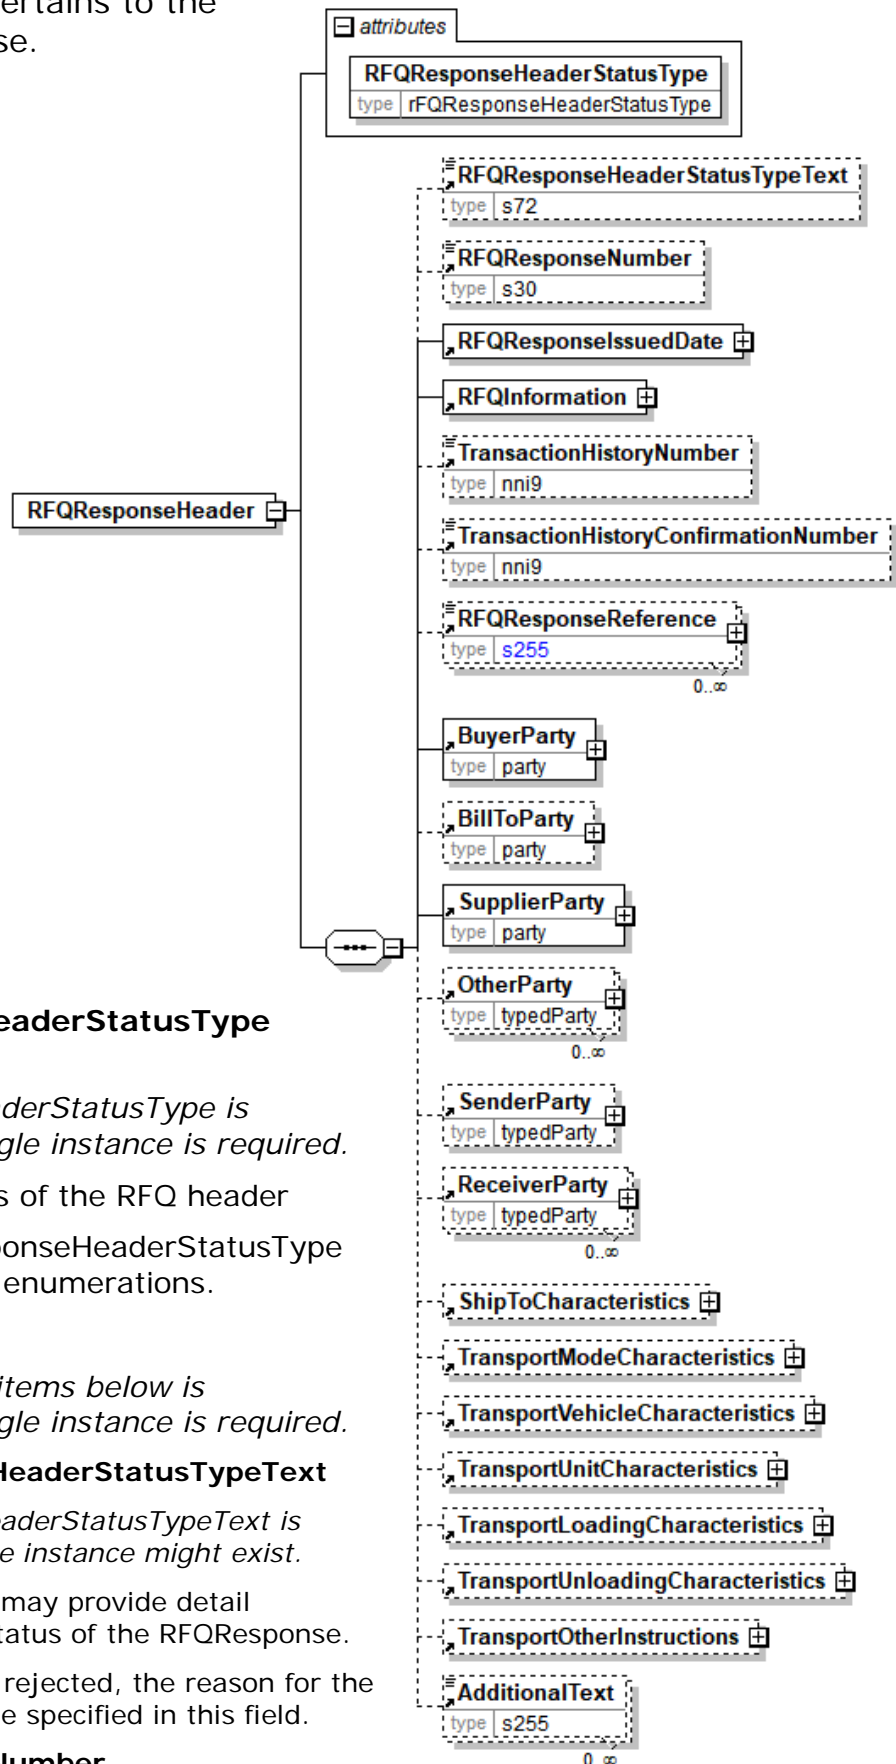 ertains to the
se.
attributes
RFQResponseHeaderStatusType
type rFQResponseHeaderStatusType
RFQResponseHeaderStatusTypeText
type s72
RFQResponseNumber
type s30
RFQResponseIssuedDate
RFQInformation
TransactionHistoryNumber
type nni9
RFQResponseHeader
TransactionHistoryConfirmationNumber
type nni9
RFQResponseReference
type s255
0..∞
BuyerParty
type party
BillToParty
type party
SupplierParty
type party
OtherParty
type typedParty
0..∞
SenderParty
type typedParty
ReceiverParty
type typedParty
0..∞
ShipToCharacteristics
TransportModeCharacteristics
TransportVehicleCharacteristics
TransportUnitCharacteristics
TransportLoadingCharacteristics
TransportUnloadingCharacteristics
TransportOtherInstructions
AdditionalText
type s255
0..∞
eaderStatusType
aderStatusType is
gle instance is required.
s of the RFQ header
ponseHeaderStatusType
enumerations.
items below is
gle instance is required.
HeaderStatusTypeText
eaderStatusTypeText is
e instance might exist.
may provide detail
tatus of the RFQResponse.
rejected, the reason for the
e specified in this field.
Number